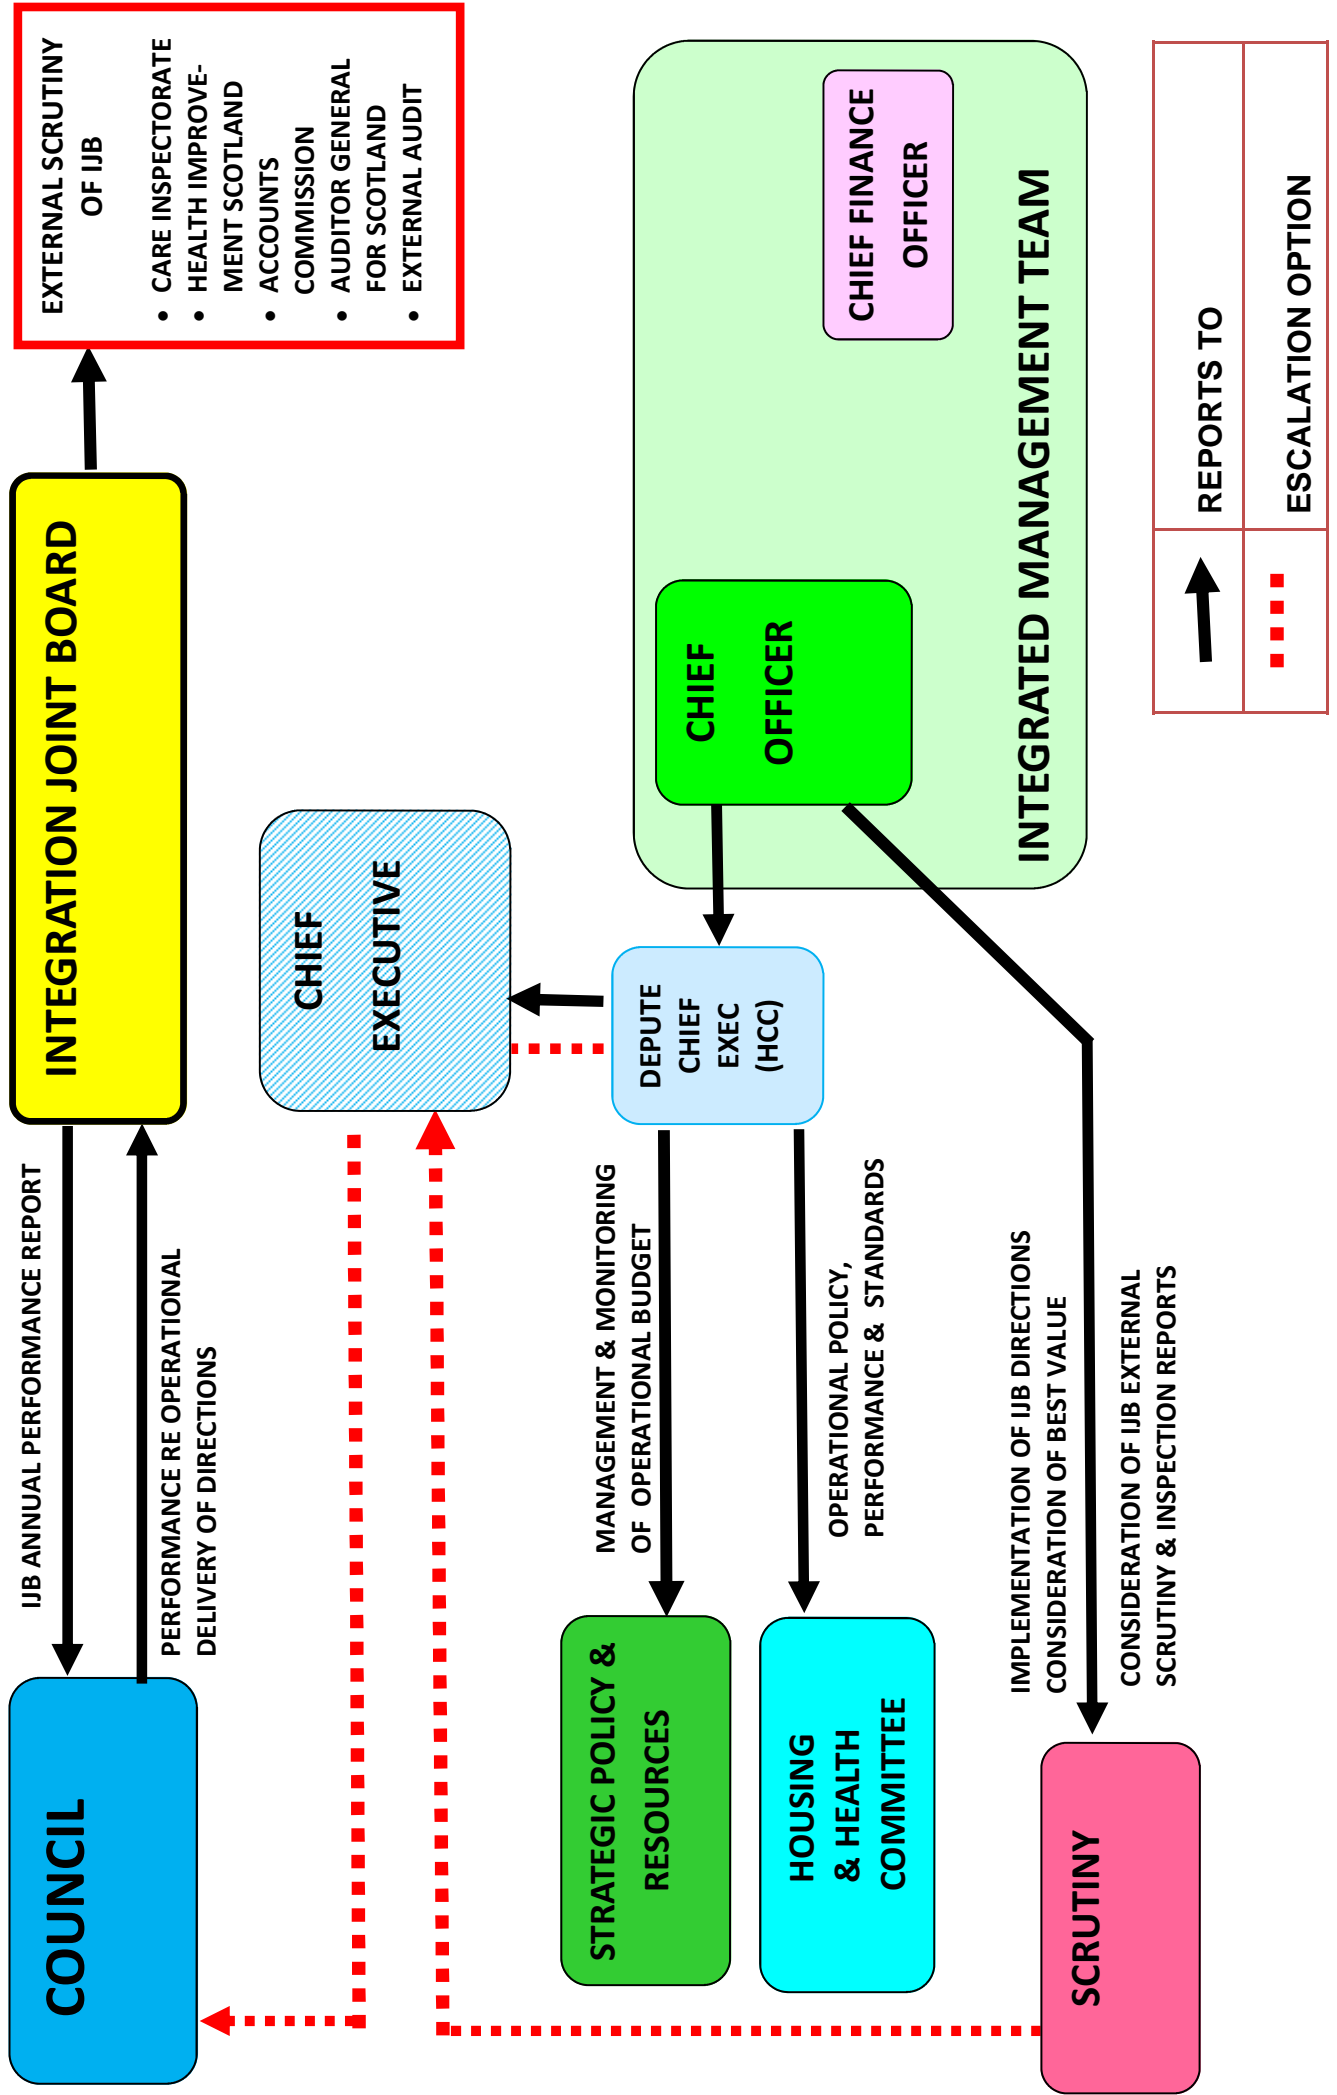 COUNCIL
IJB ANNUAL PERFORMANCE REPORT
PERFORMANCE RE OPERATIONAL
DELIVERY OF DIRECTIONS
INTEGRATION JOINT BOARD
EXTERNAL SCRUTINY
OF IJB
• CARE INSPECTORATE
• HEALTH IMPROVE-
MENT SCOTLAND
• ACCOUNTS
COMMISSION
• AUDITOR GENERAL
FOR SCOTLAND
• EXTERNAL AUDIT
CHIEF
EXECUTIVE
STRATEGIC POLICY &
RESOURCES
MANAGEMENT & MONITORING
OF OPERATIONAL BUDGET
DEPUTE
CHIEF
EXEC
(HCC)
CHIEF
OFFICER
CHIEF FINANCE
OFFICER
INTEGRATED MANAGEMENT TEAM
HOUSING
& HEALTH
COMMITTEE
OPERATIONAL POLICY,
PERFORMANCE & STANDARDS
SCRUTINY
IMPLEMENTATION OF IJB DIRECTIONS
CONSIDERATION OF BEST VALUE
CONSIDERATION OF IJB EXTERNAL
SCRUTINY & INSPECTION REPORTS
REPORTS TO
ESCALATION OPTION